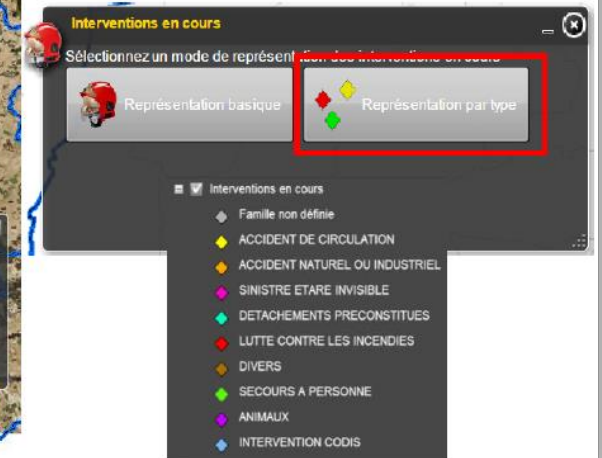 Interventions en cours
Sélectionnez un mode de représentation des interventions en cours
Représentation basique
Représentation par type
Interventions en cours
Famille non définie
ACCIDENT DE CIRCULATION
ACCIDENT NATUREL OU INDUSTRIEL
SINISTRE ETARE INVISIBLE
DETACHEMENTS PRECONSTITUES
LUTTE CONTRE LES INCENDIES
DIVERS
SECOURS A PERSONNE
ANIMAUX
INTERVENTION CODIS